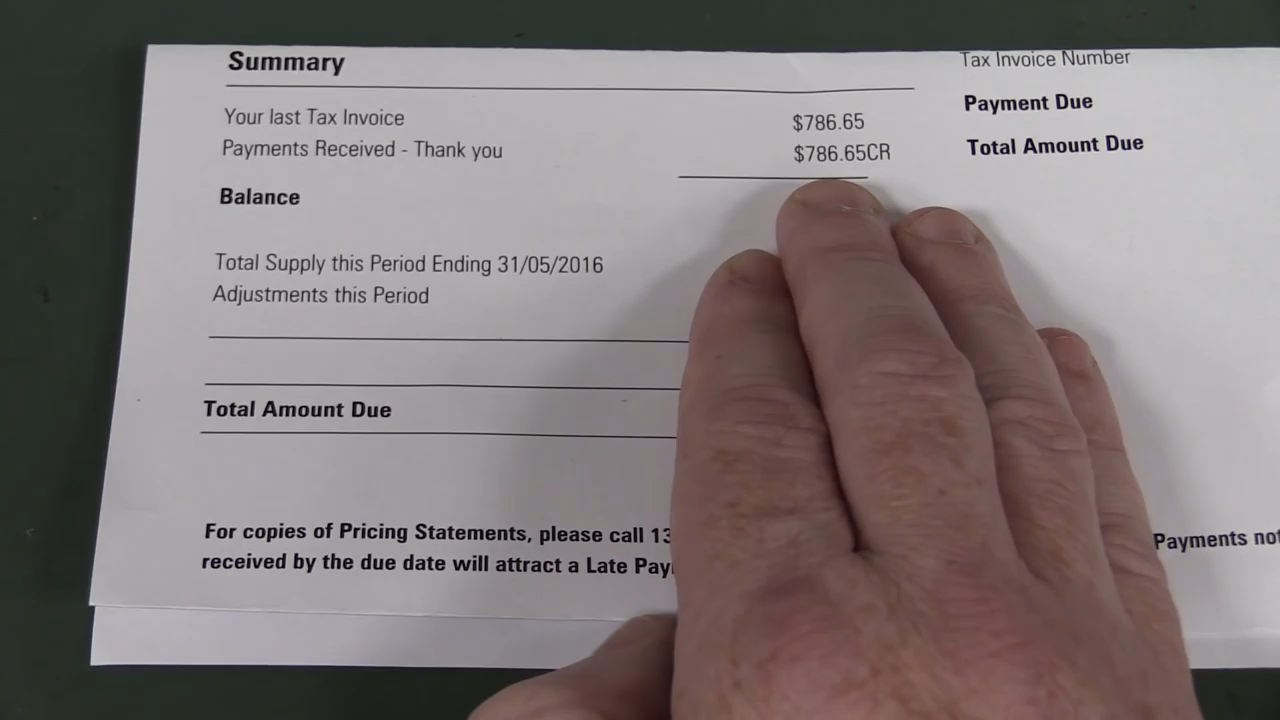 Summary
Your last Tax Invoice $786.65
Payments Received - Thank you $786.65CR
Balance
Total Supply this Period Ending 31/05/2016
Adjustments this Period
Total Amount Due
For copies of Pricing Statements, please call 13
Payments not
received by the due date will attract a Late Pay
Tax Invoice Number
Payment Due
Total Amount Due